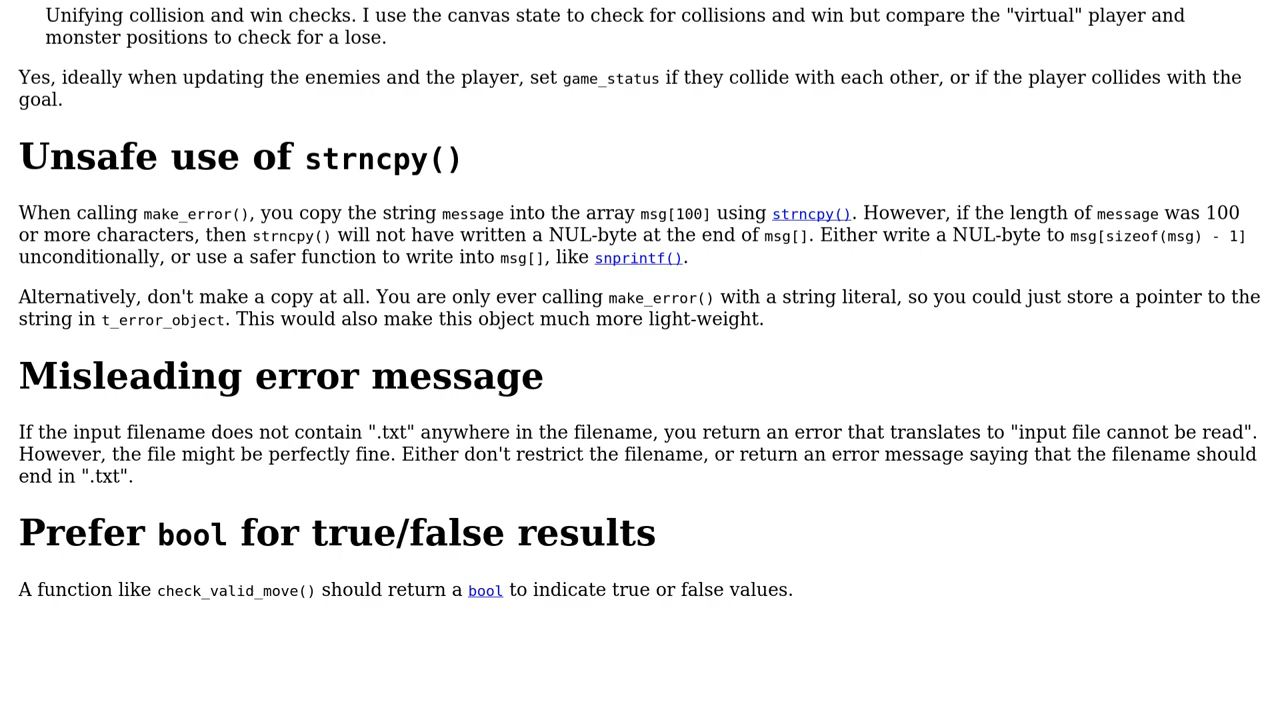 Unifying collision and win checks. I use the canvas state to check for collisions and win but compare the "virtual" player and
monster positions to check for a lose.
Yes, ideally when updating the enemies and the player, set game_status if they collide with each other, or if the player collides with the
goal.
Unsafe use of strncpy()
When calling make_error(), you copy the string message into the array msg[100] using strncpy(). However, if the length of message was 100
or more characters, then strncpy() will not have written a NUL-byte at the end of msg[]. Either write a NUL-byte to msg[sizeof(msg) - 1]
unconditionally, or use a safer function to write into msg[], like snprintf().
Alternatively, don't make a copy at all. You are only ever calling make_error() with a string literal, so you could just store a pointer to the
string in t_error_object. This would also make this object much more light-weight.
Misleading error message
If the input filename does not contain ".txt" anywhere in the filename, you return an error that translates to "input file cannot be read".
However, the file might be perfectly fine. Either don't restrict the filename, or return an error message saying that the filename should
end in ".txt".
Prefer bool for true/false results
A function like check_valid_move() should return a bool to indicate true or false values.